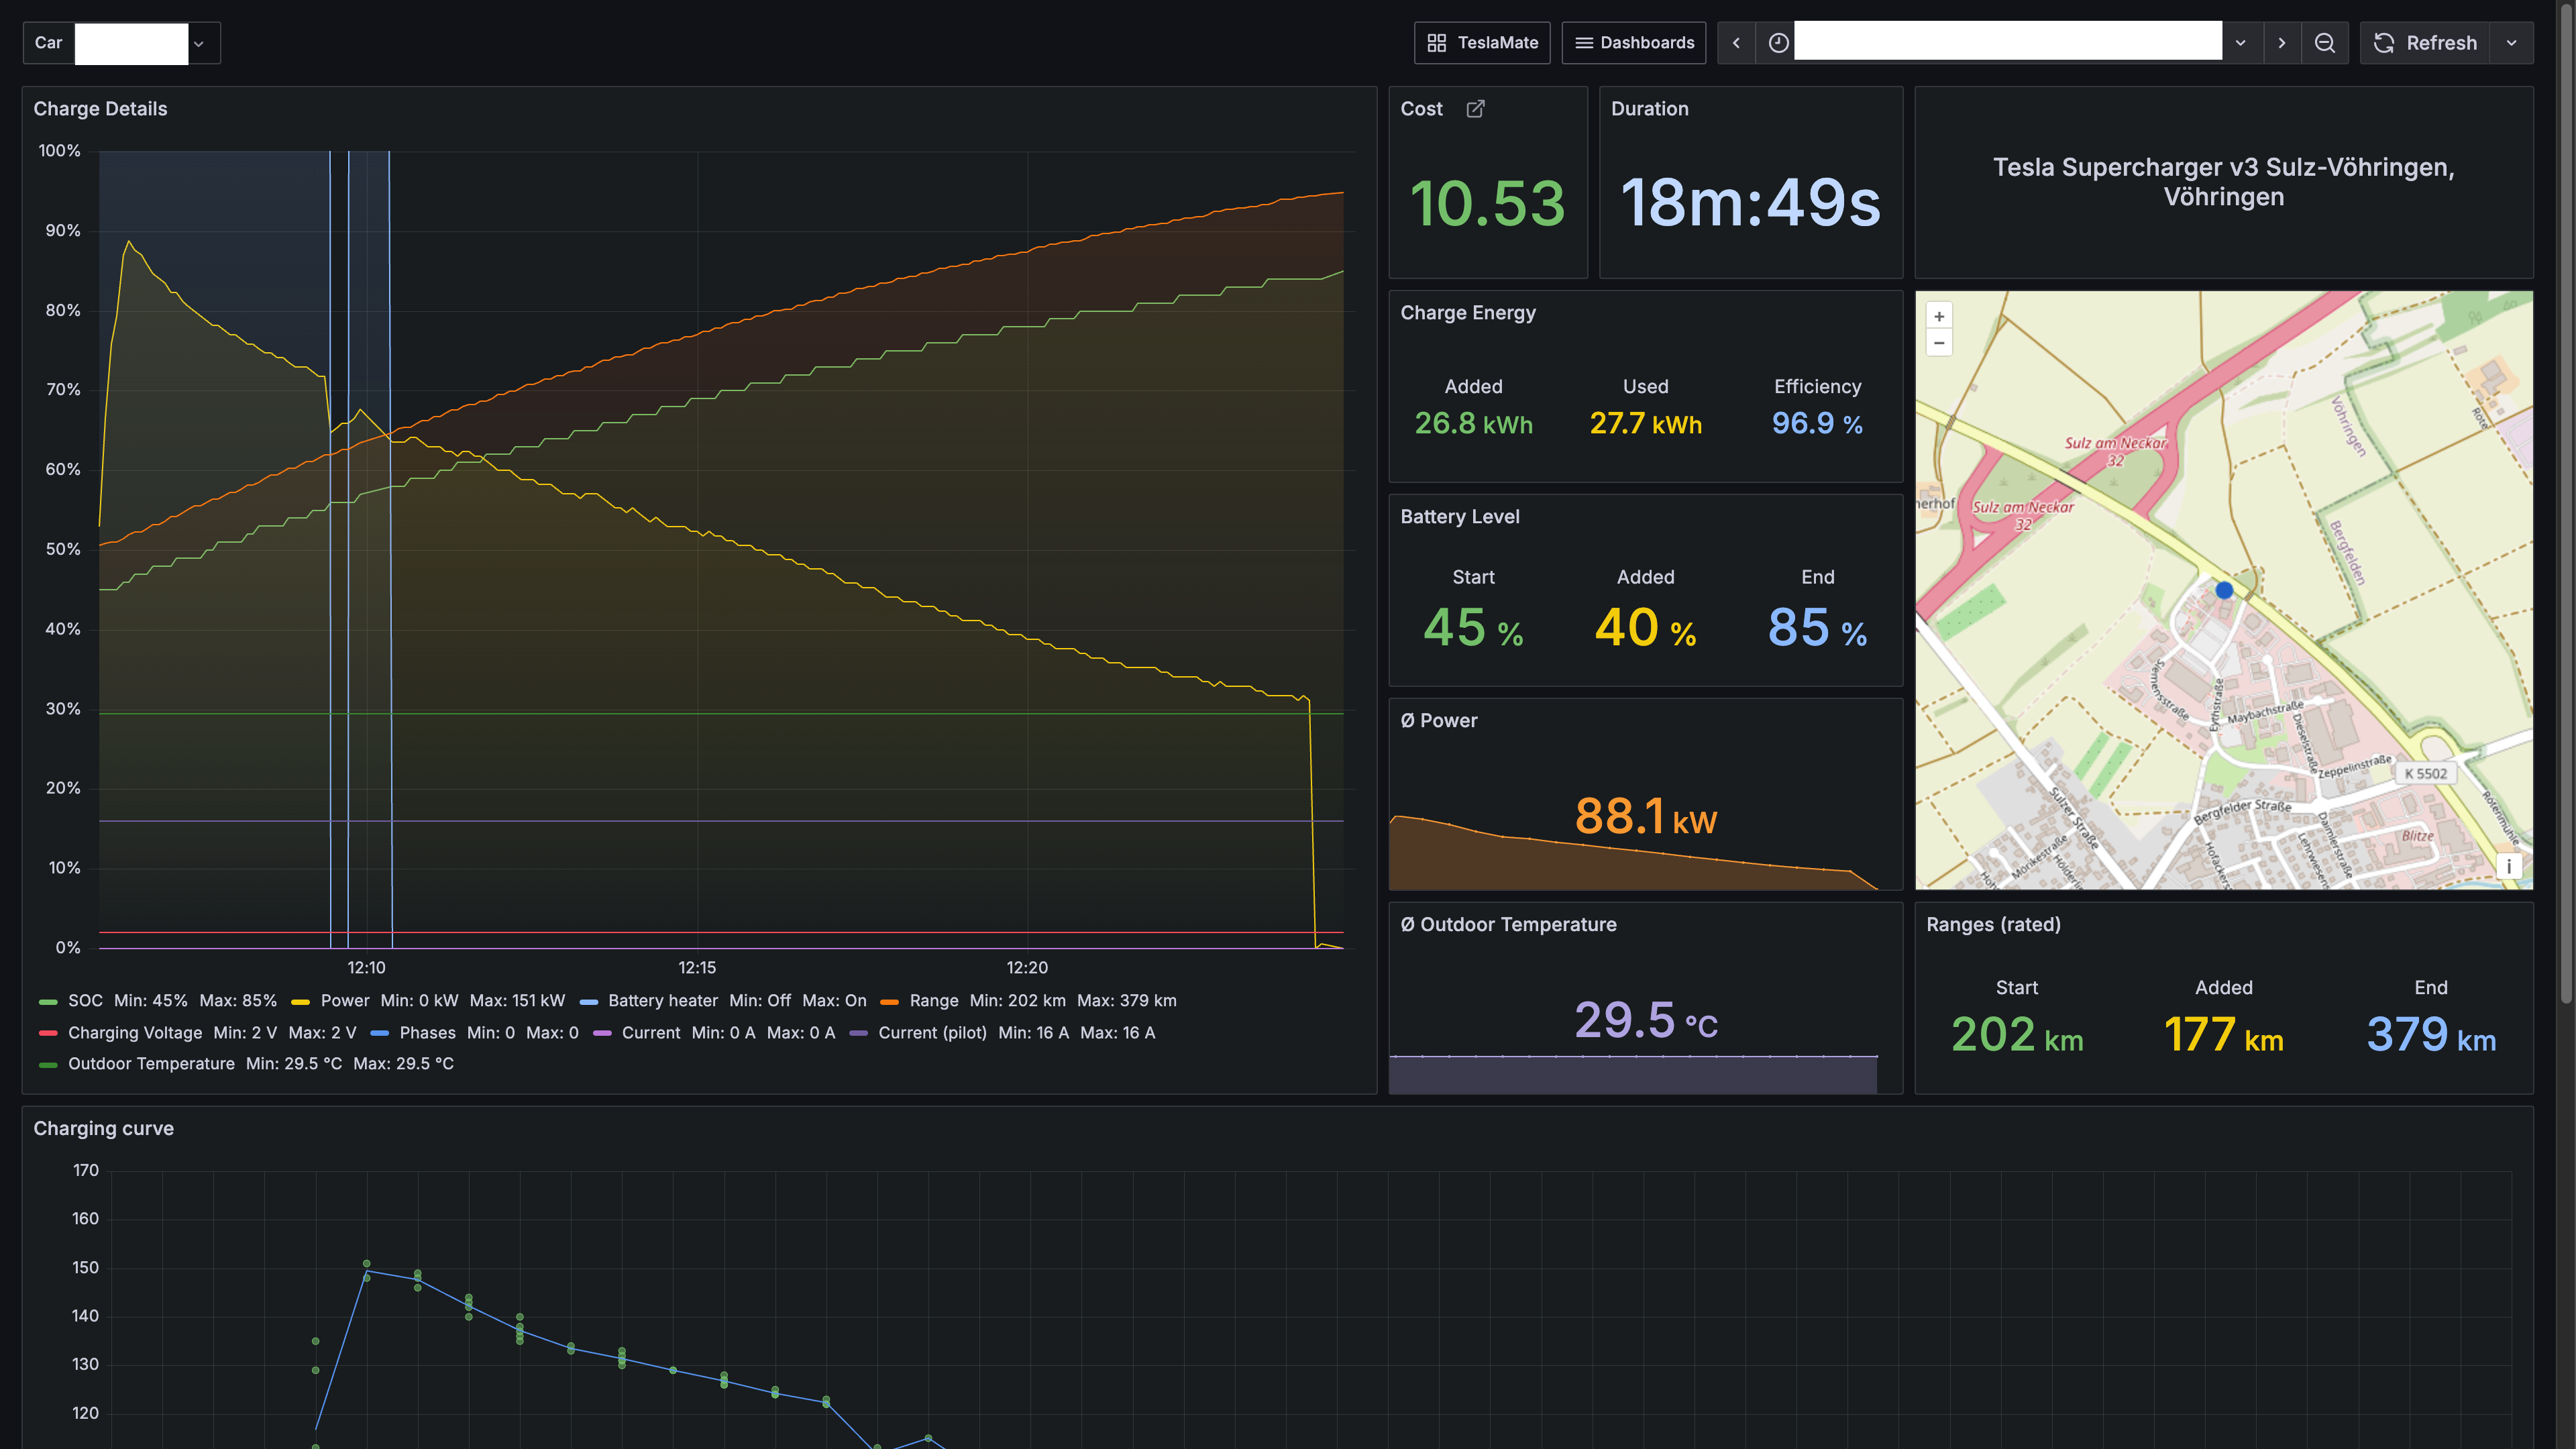 Car
TeslaMate
Dashboards
Refresh
Charge Details
100%
90%
80%
70%
60%
50%
40%
30%
20%
10%
0%
12:10
12:15
12:20
SOC Min: 45% Max: 85% Power Min: 0 kW Max: 151 kW Battery heater Min: Off Max: On Range Min: 202 km Max: 379 km
Charging Voltage Min: 2 V Max: 2 V Phases Min: 0 Max: 0 Current Min: 0 A Max: 0 A Current (pilot) Min: 16 A Max: 16 A
Outdoor Temperature Min: 29.5 °C Max: 29.5 °C
Cost
10.53
Duration
18m:49s
Tesla Supercharger v3 Sulz-Vöhringen,
Vöhringen
Charge Energy
Added Used Efficiency
26.8 kWh 27.7 kWh 96.9 %
Battery Level
Start Added End
45 % 40 % 85 %
Ø Power
88.1 kW
Ø Outdoor Temperature
29.5 °C
+
−
60
Vöhringen
Sulz am Neckar
32
Sulz am Neckar
32
nerhof
Bergfelden
Siemensstraße
Eythstraße
Maybachstraße
Dieselstraße
Zeppelinstraße
K 5502
Sulzer Straße
Bergfelder Straße
Daimlerstraße
Blitze
Mörikestraße
i
Ranges (rated)
Start Added End
202 km 177 km 379 km
Charging curve
170
160
150
140
130
120